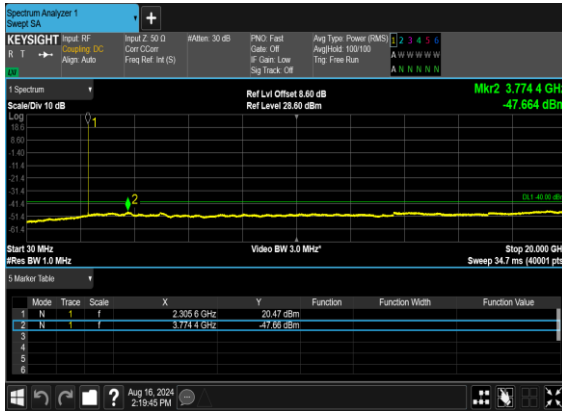 Spectrum Analyzer 1
Swept SA
+
KEYSIGHT Input: RF Input Z: 50 Ω #Atten: 30 dB PNO: Fast Avg Type: Power (RMS) 1 2 3 4 5 6
R T Coupling: DC Corr CCorr Gate: Off Avg|Hold: 100/100 A W W W W W
Align: Auto Freq Ref: Int (S) IF Gain: Low Trig: Free Run
Sig Track: Off A N N N N N
LXI
1 Spectrum
Scale/Div 10 dB
Ref Lvl Offset 8.60 dB
Ref Level 28.60 dBm
Mkr2 3.774 4 GHz
-47.664 dBm
Log
18.6
8.60
-1.40
-11.4
-21.4
-31.4
-41.4
-51.4
-61.4
1
2
DL1 -40.00 dB
Start 30 MHz Video BW 3.0 MHz* Stop 20.000 GH
#Res BW 1.0 MHz Sweep 34.7 ms (40001 pts
5 Marker Table
Mode Trace Scale X Y Function Function Width Function Value
1 N 1 f 2.305 6 GHz 20.47 dBm
2 N 1 f 3.774 4 GHz -47.66 dBm
3
4
5
6
? Aug 16, 2024
2:19:45 PM